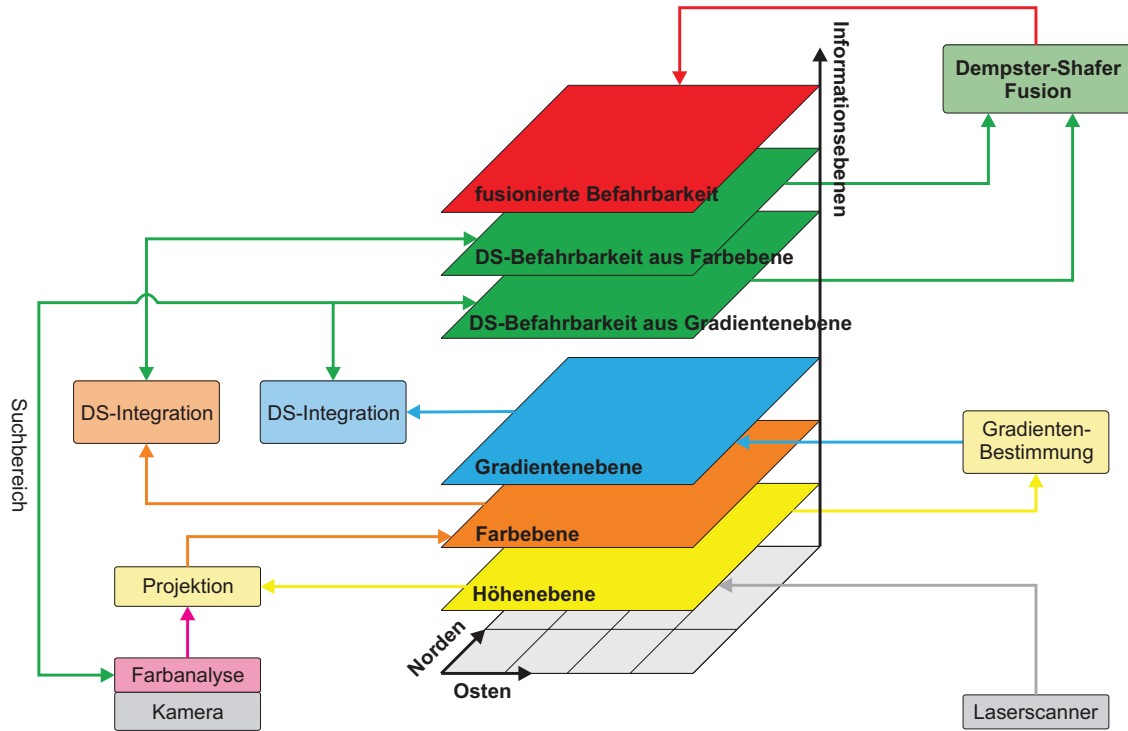 Informationsebenen
Dempster-Shafer
Fusion
fusionierte Befahrbarkeit
DS-Befahrbarkeit aus Farbebene
DS-Befahrbarkeit aus Gradientenebene
Suchbereich
DS-Integration
DS-Integration
Gradienten-
Bestimmung
Gradientenebene
Farbebene
Projektion
Höhenebene
Norden
Osten
Farbanalyse
Kamera
Laserscanner